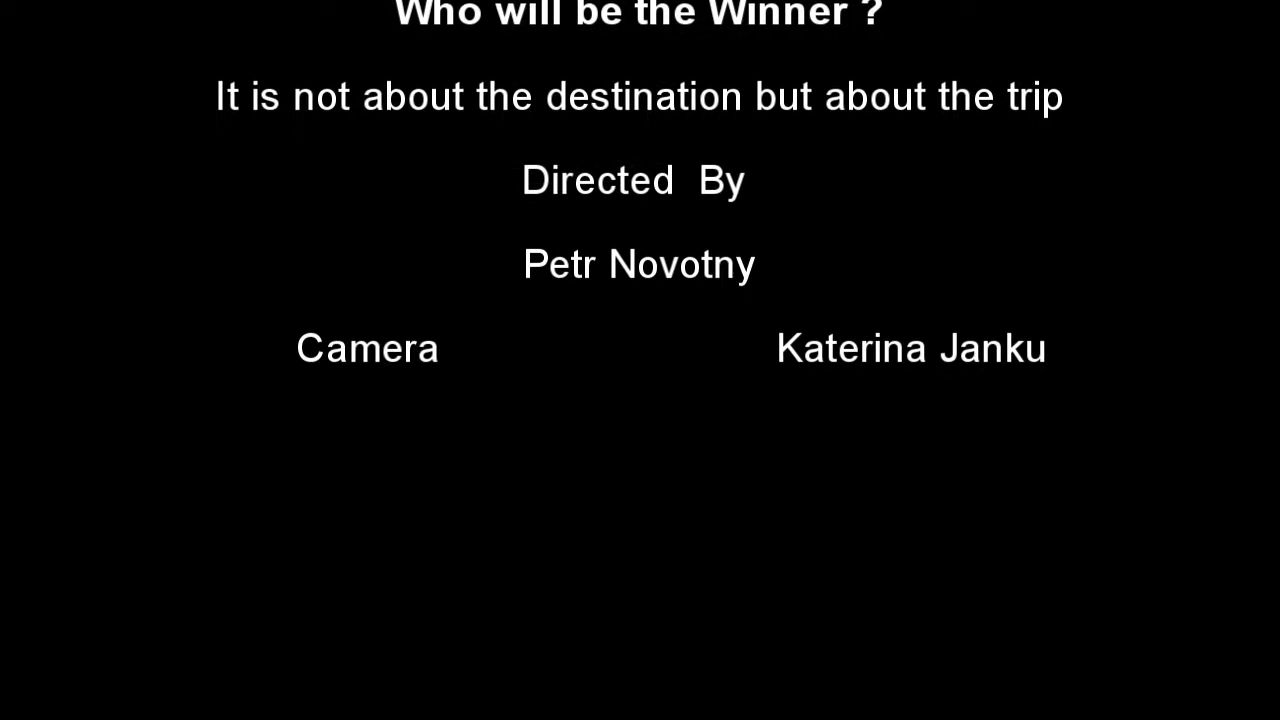 Who will be the Winner ?
It is not about the destination but about the trip
Directed  By
Petr Novotny
Camera Katerina Janku